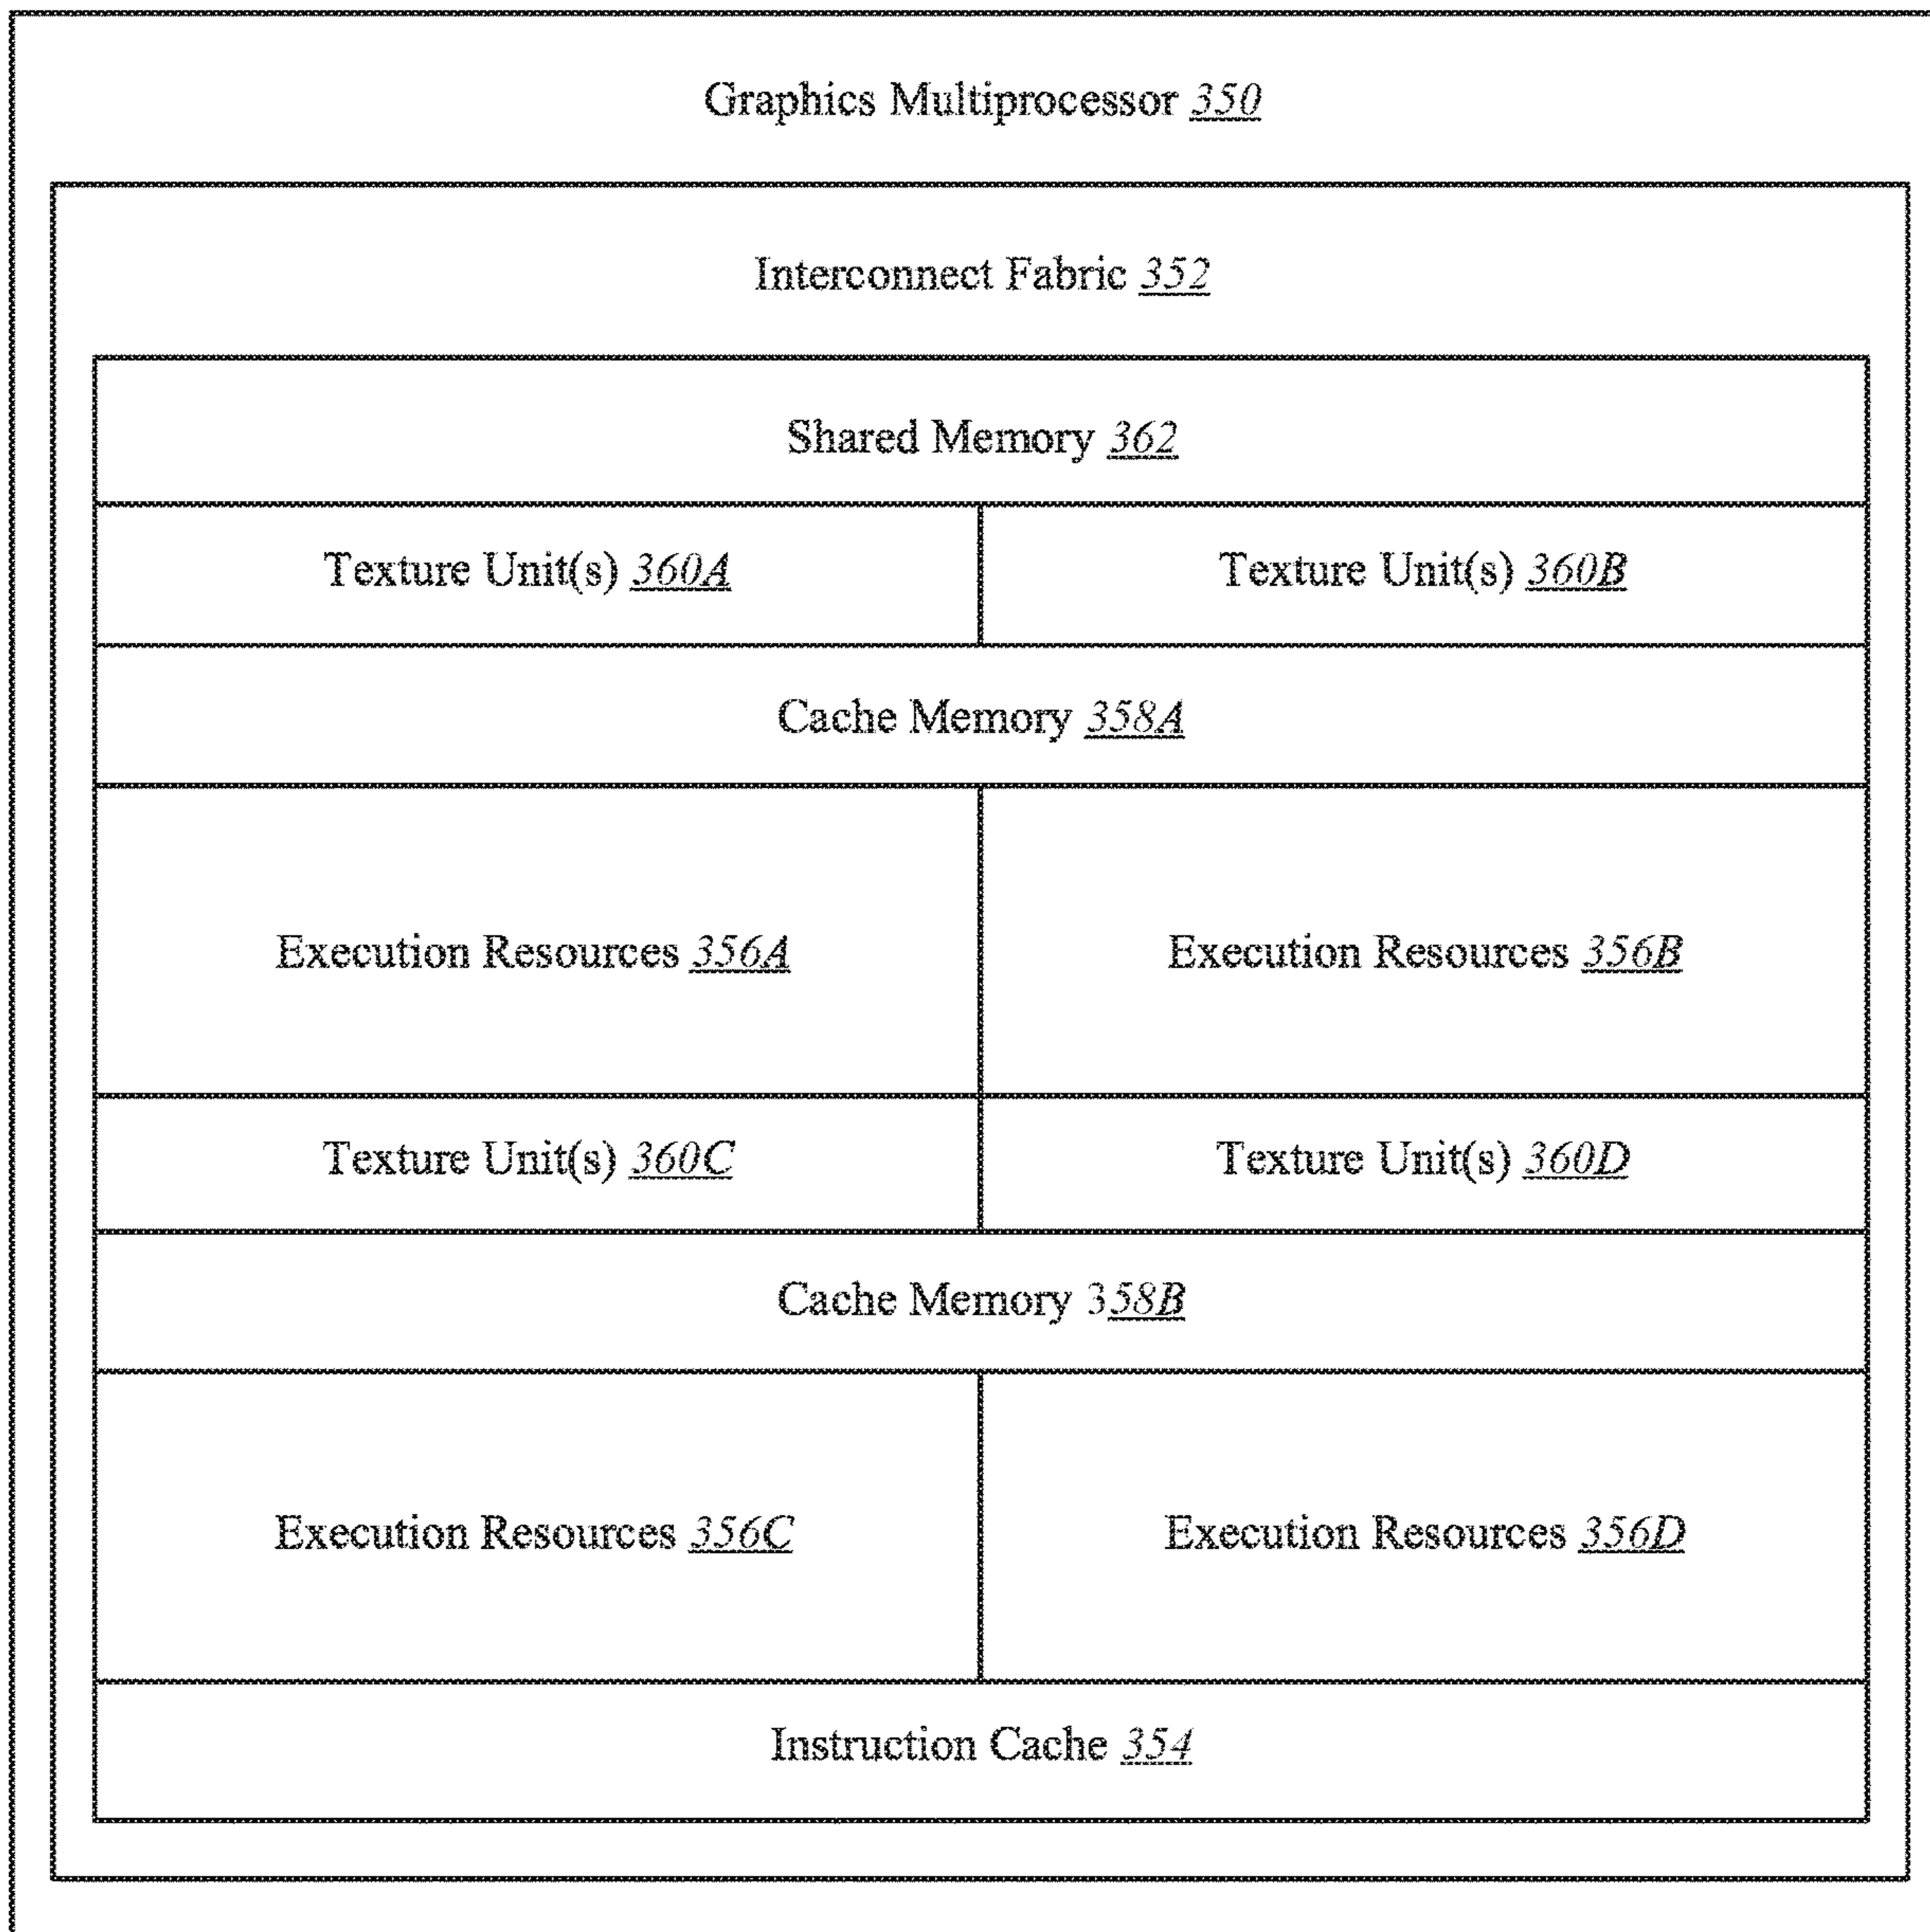 Graphics Multiprocessor 350
Interconnect Fabric 352
Shared Memory 362
Texture Unit(s) 360A
Texture Unit(s) 360B
Cache Memory 358A
Execution Resources 356A
Execution Resources 356B
Texture Unit(s) 360C
Texture Unit(s) 360D
Cache Memory 358B
Execution Resources 356C
Execution Resources 356D
Instruction Cache 354